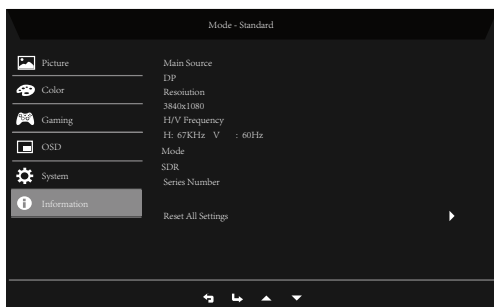 Mode - Standard
Picture
Color
Gaming
OSD
System
Information
Main Source
DP
Resoiution
3840x1080
H/V Frequency
H: 67KHz V : 60Hz
Mode
SDR
Series Number
Reset All Settings